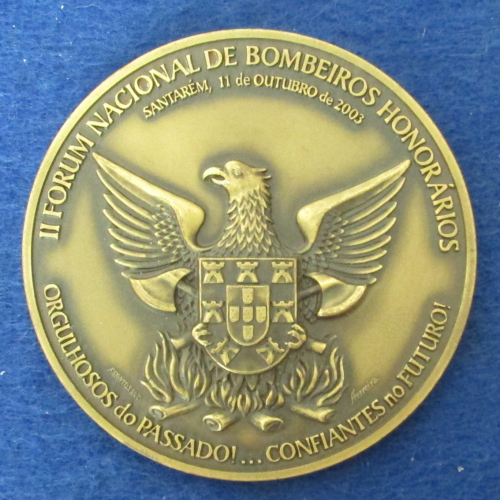 II FORUM NACIONAL DE BOMBEIROS HONORÁRIOS
SANTARÉM, 11 de OUTUBRO de 2003
ORGULHOSOS do PASSADO!... CONFIANTES no FUTURO!